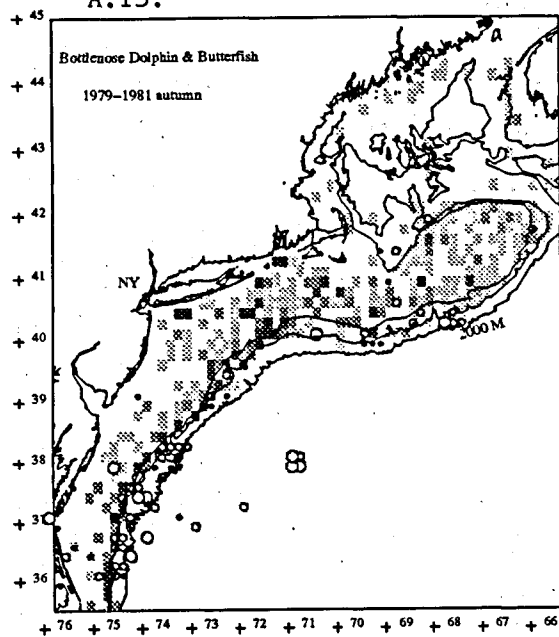 A.15.
Bottlenose Dolphin & Butterfish
1979–1981 autumn
+ 45
+ 44
+ 43
+ 42
+ 41
+ 40
+ 39
+ 38
+ 37
+ 36
NY
2000 M
+ 76 + 75 + 74 + 73 + 72 + 71 + 70 + 69 + 68 + 67 + 66